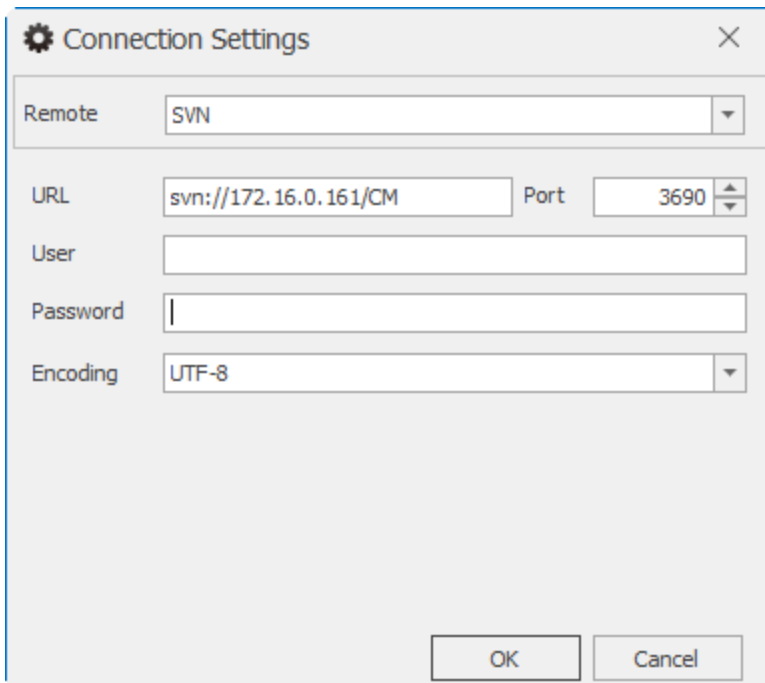 Connection Settings
Remote SVN
URL svn://172.16.0.161/CM Port 3690
User
Password
Encoding UTF-8
OK Cancel